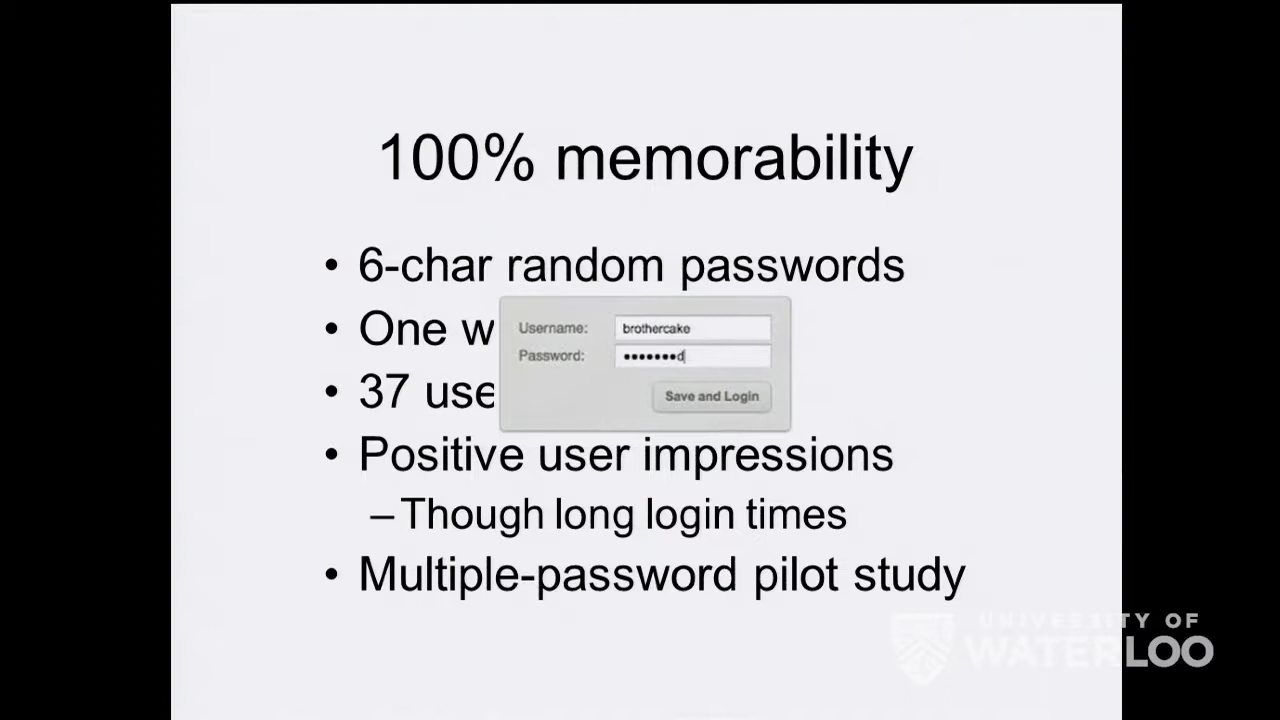 100% memorability
• 6-char random passwords
• One w
• 37 use
Username: brothercake
Password: •••••••d
Save and Login
• Positive user impressions
–Though long login times
• Multiple-password pilot study
UNIVERSITY OF
WATERLOO